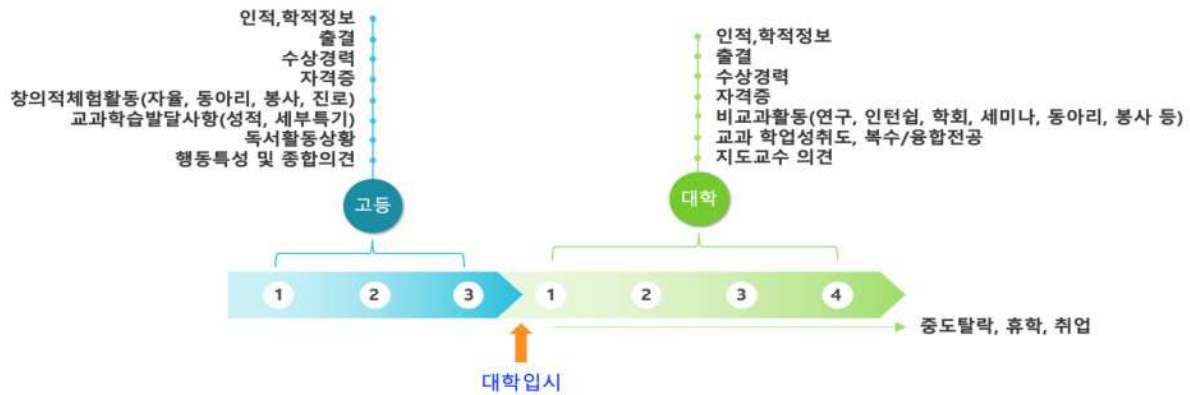 인적,학적정보
출결
수상경력
자격증
창의적체험활동(자율, 동아리, 봉사, 진로)
교과학습발달사항(성적, 세부특기)
독서활동상황
행동특성 및 종합의견
고등
인적,학적정보
출결
수상경력
자격증
비교과활동(연구, 인턴쉽, 학회, 세미나, 동아리, 봉사 등)
교과 학업성취도, 복수/융합전공
지도교수 의견
대학
1 2 3 1 2 3 4
중도탈락, 휴학, 취업
대학입시